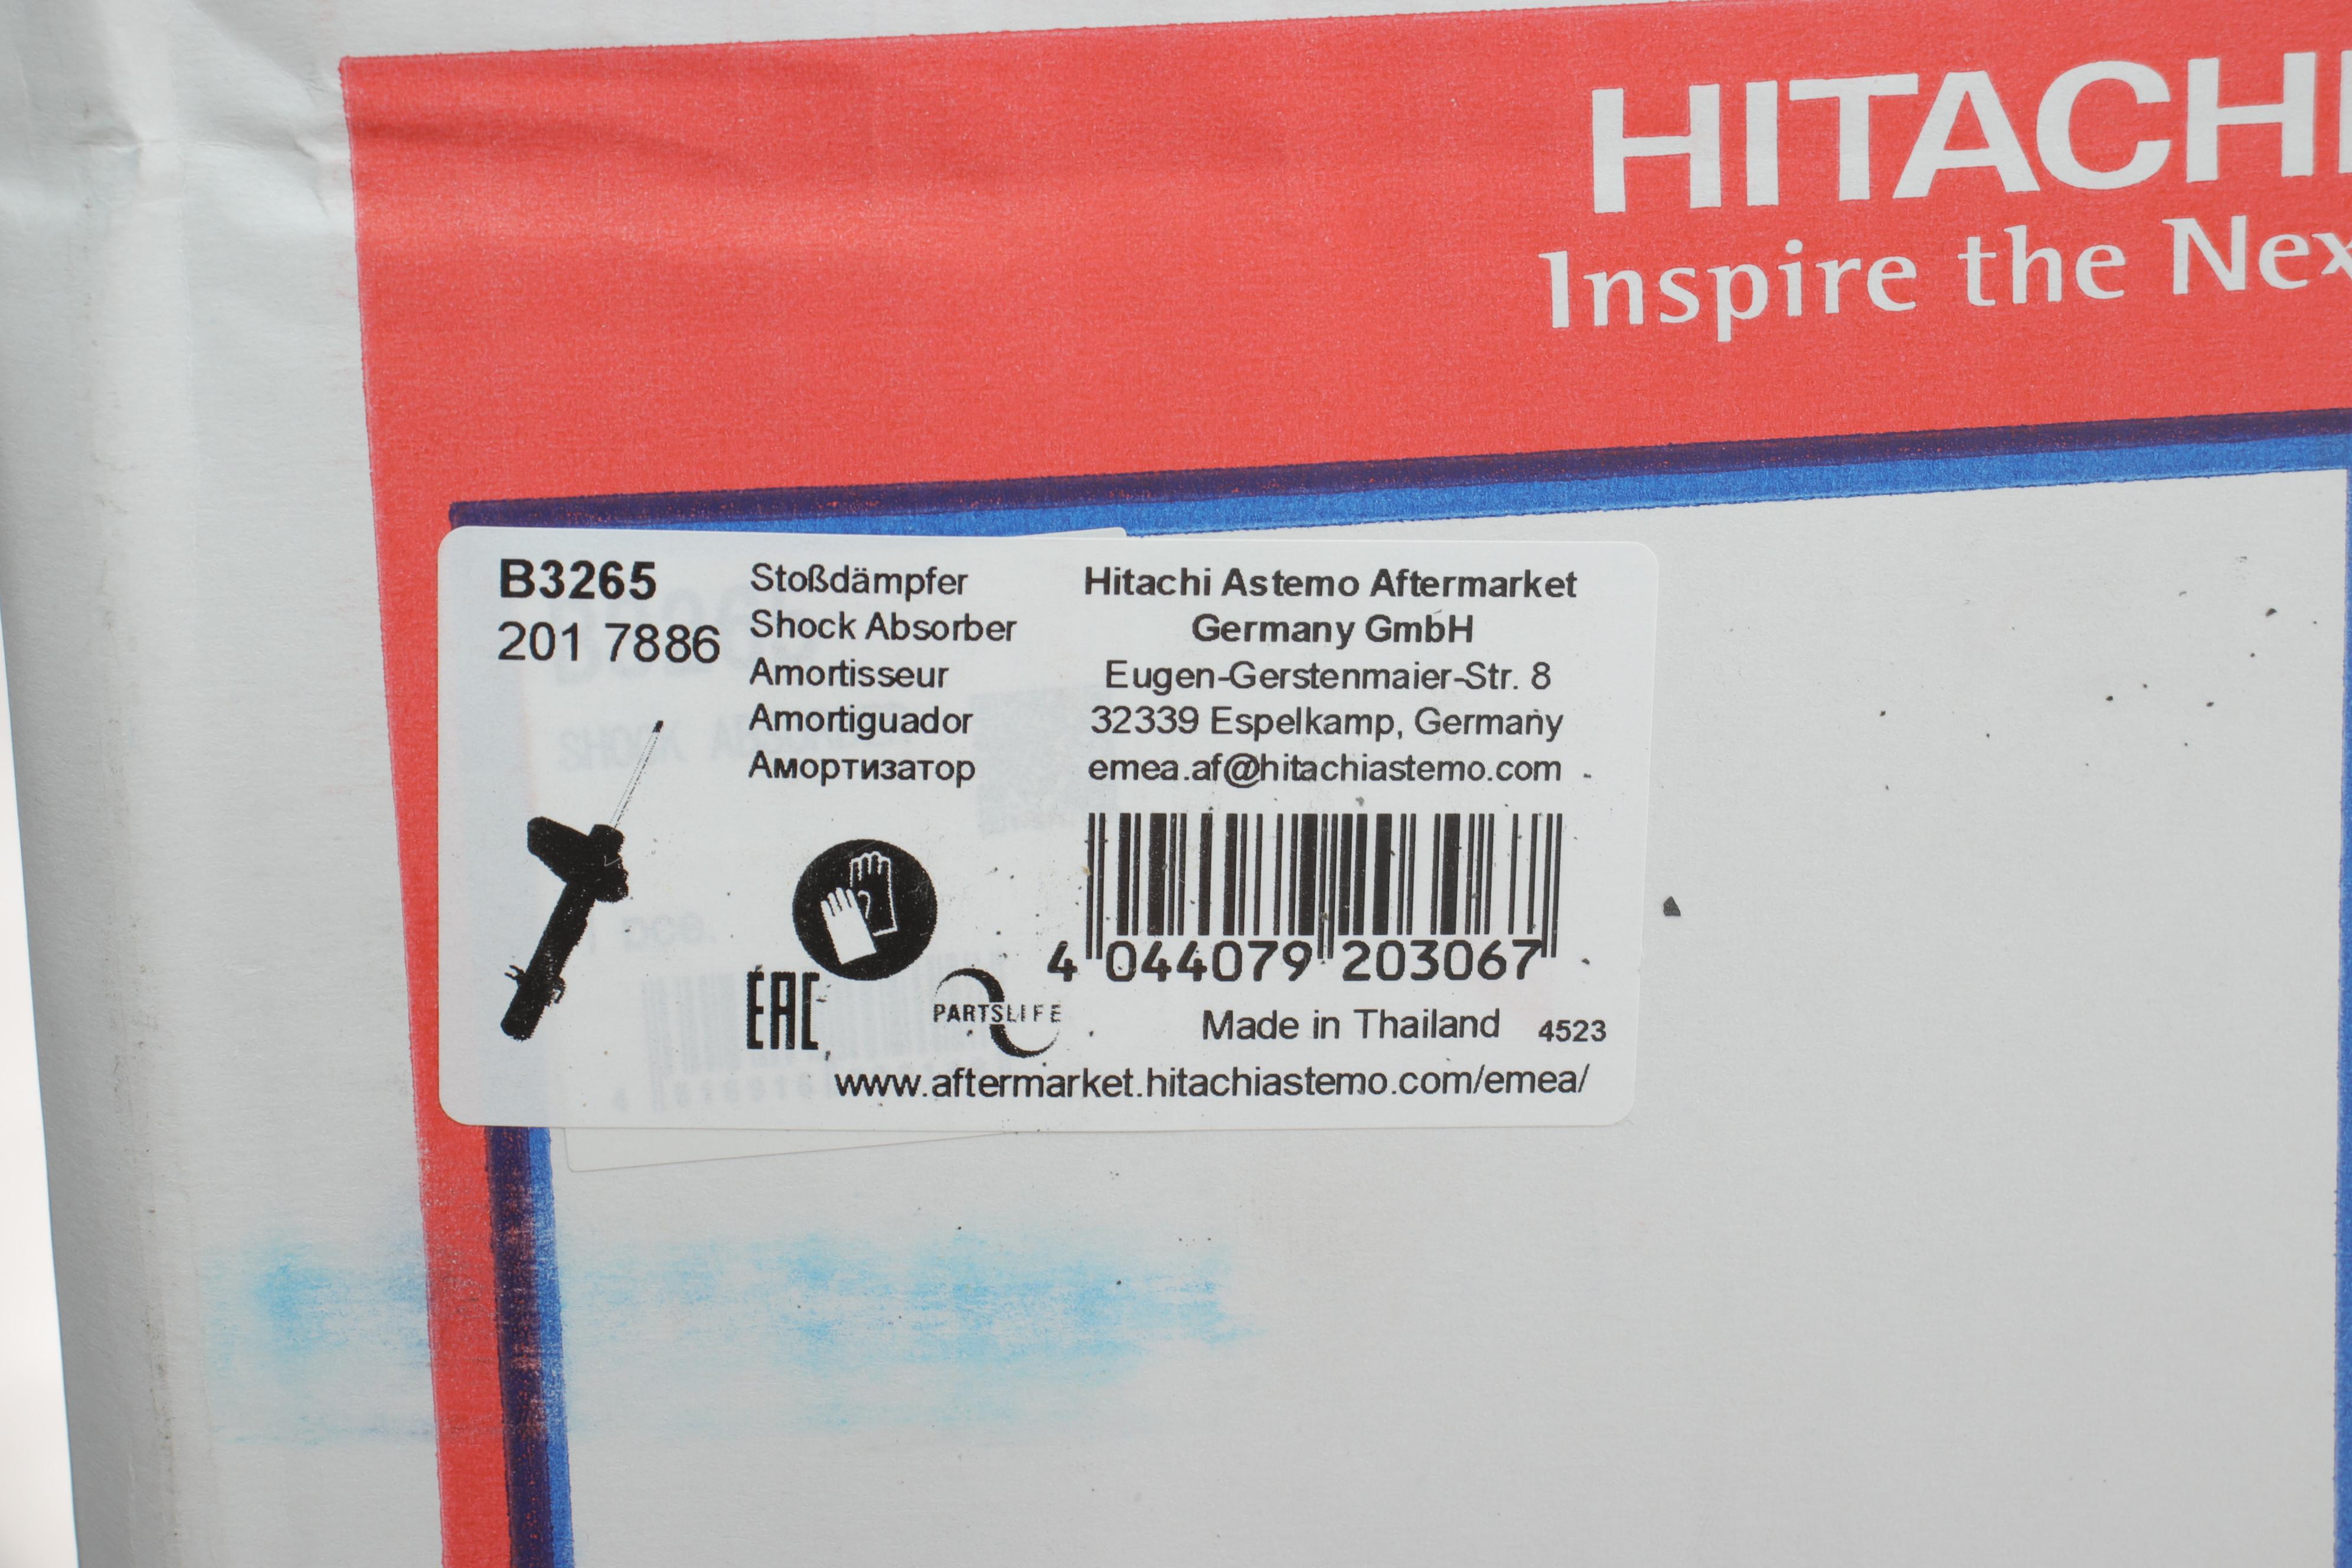 HITACHI
Inspire the Nex
B3265
201 7886
Stoßdämpfer
Shock Absorber
Amortisseur
Amortiguador
Амортизатор
Hitachi Astemo Aftermarket
Germany GmbH
Eugen-Gerstenmaier-Str. 8
32339 Espelkamp, Germany
emea.af@hitachiastemo.com
4 044079 203067
EAC
PARTSLIFE
Made in Thailand 4523
www.aftermarket.hitachiastemo.com/emea/